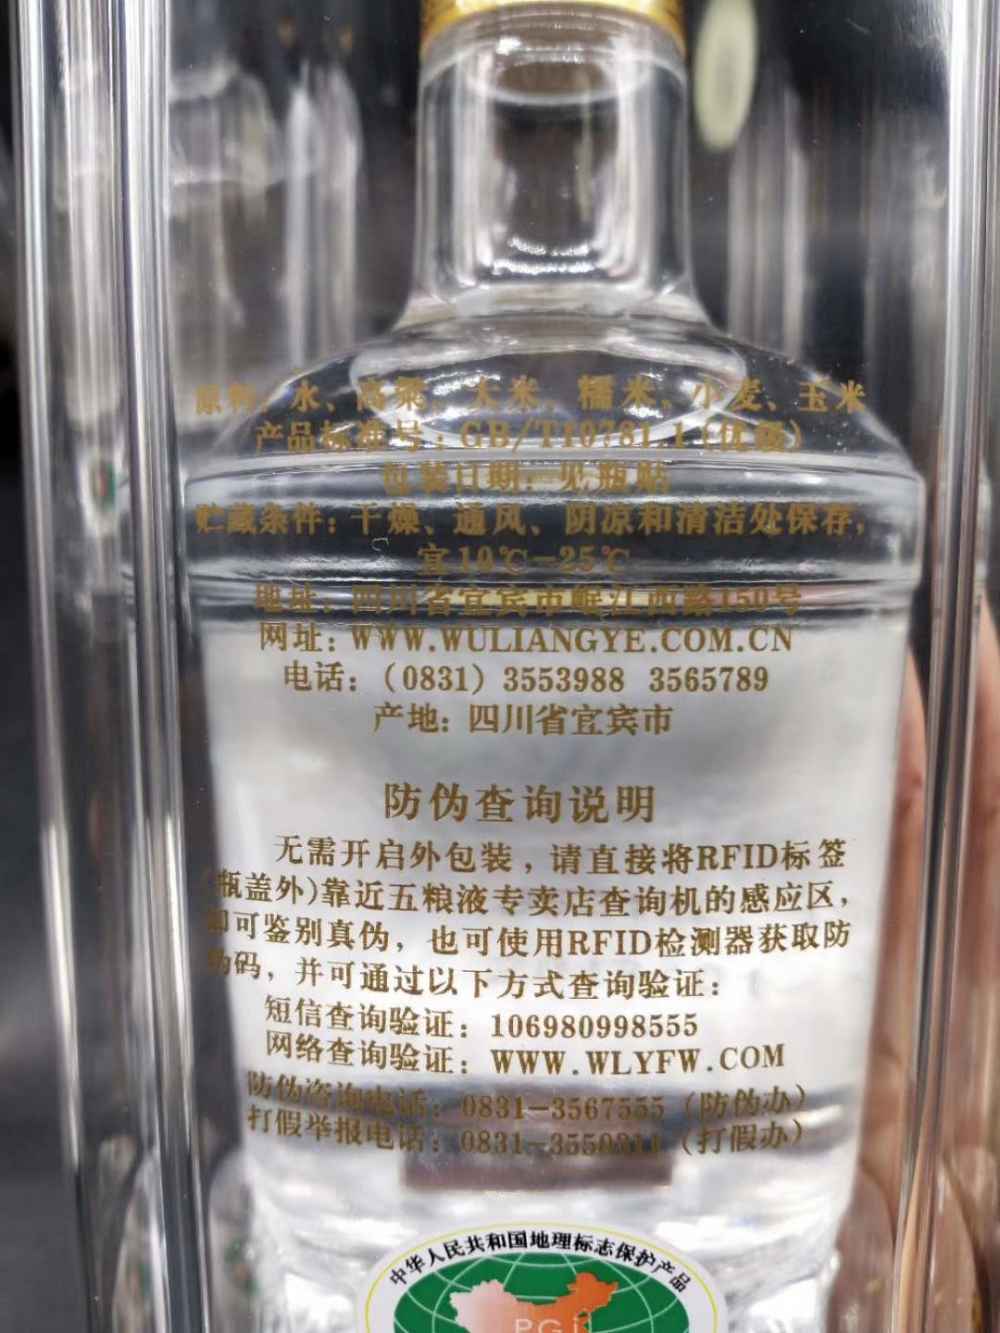 原料：水、高粱、大米、糯米、小麦、玉米
产品标准号：GB/T10781.1(优级)
包装日期：见瓶贴
贮藏条件：干燥、通风、阴凉和清洁处保存，
宜10℃—25℃
地址：四川省宜宾市岷江西路150号
网址：WWW.WULIANGYE.COM.CN
电话：(0831) 3553988 3565789
产地：四川省宜宾市
防伪查询说明
无需开启外包装，请直接将RFID标签
(瓶盖外)靠近五粮液专卖店查询机的感应区，
即可鉴别真伪，也可使用RFID检测器获取防
伪码，并可通过以下方式查询验证：
短信查询验证：106980998555
网络查询验证：WWW.WLYFW.COM
防伪咨询电话：0831—3567555 (防伪办)
打假举报电话：(打假办)
中华人民共和国地理标志保护产品
PGI